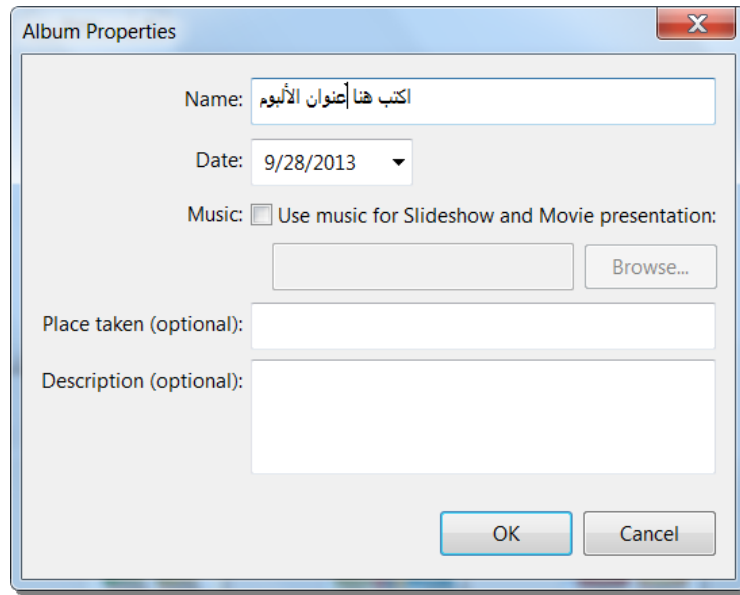 Album Properties
Name: اكتب هنا عنوان الألبوم
Date: 9/28/2013
Music: Use music for Slideshow and Movie presentation:
Browse...
Place taken (optional):
Description (optional):
OK Cancel